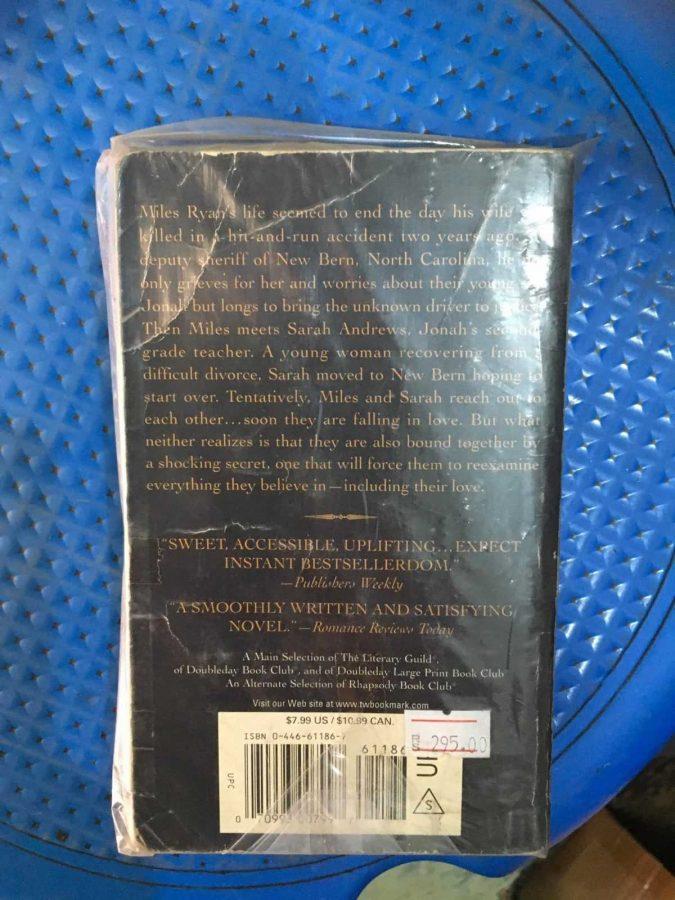 Miles Ryan's life seemed to end the day his wife
killed in a hit-and-run accident two years ago.
deputy sheriff of New Bern, North Carolina, he
only grieves for her and worries about their young
Jonah but longs to bring the unknown driver to
Then Miles meets Sarah Andrews, Jonah's second
grade teacher. A young woman recovering from
difficult divorce, Sarah moved to New Bern hoping to
start over. Tentatively, Miles and Sarah reach out to
each other...soon they are falling in love. But what
neither realizes is that they are also bound together by
a shocking secret, one that will force them to reexamine
everything they believe in—including their love.
"SWEET, ACCESSIBLE, UPLIFTING...EXPECT
INSTANT BESTSELLERDOM."
—Publishers Weekly
"A SMOOTHLY WRITTEN AND SATISFYING
NOVEL."—Romance Reviews Today
A Main Selection of The Literary Guild®,
of Doubleday Book Club®, and of Doubleday Large Print Book Club
An Alternate Selection of Rhapsody Book Club®
Visit our Web site at www.twbookmark.com
$7.99 US / $10.99 CAN.
ISBN 0-446-61186-
61186
295.00
UPC
0
S